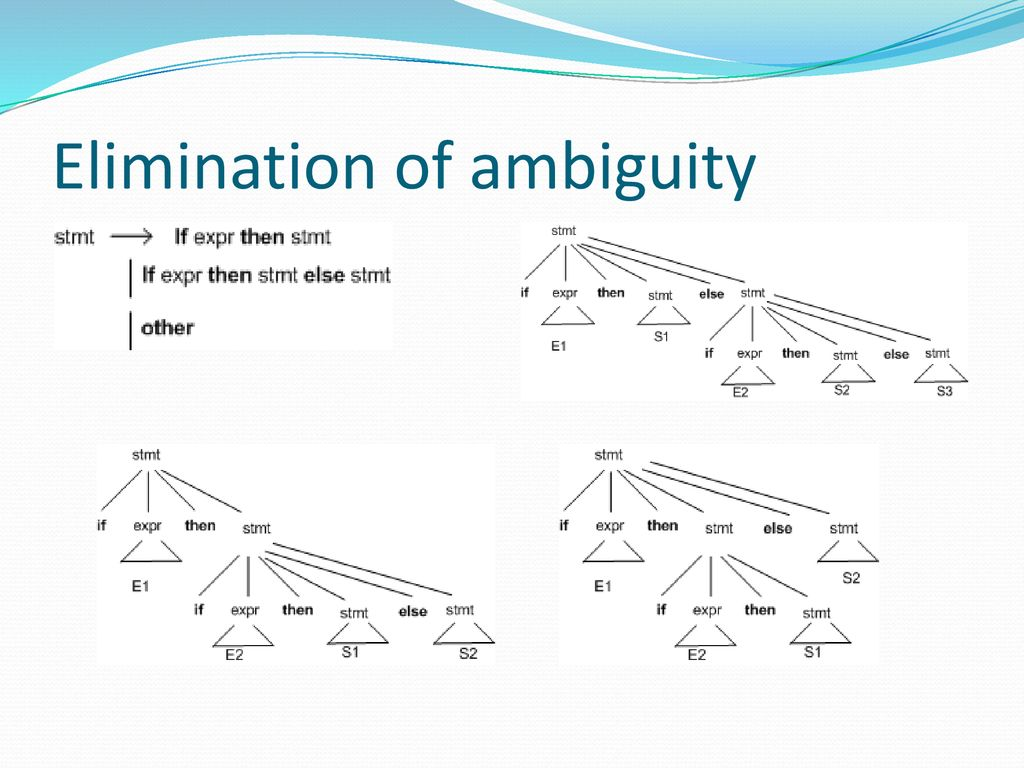 Elimination of ambiguity
stmt → If expr then stmt
| If expr then stmt else stmt
| other
stmt
if expr then stmt else stmt
E1 S1
if expr then stmt else stmt
E2 S2 S3
stmt
if expr then stmt
E1
if expr then stmt else stmt
E2 S1 S2
stmt
if expr then stmt else stmt
E1 S2
if expr then stmt
E2 S1